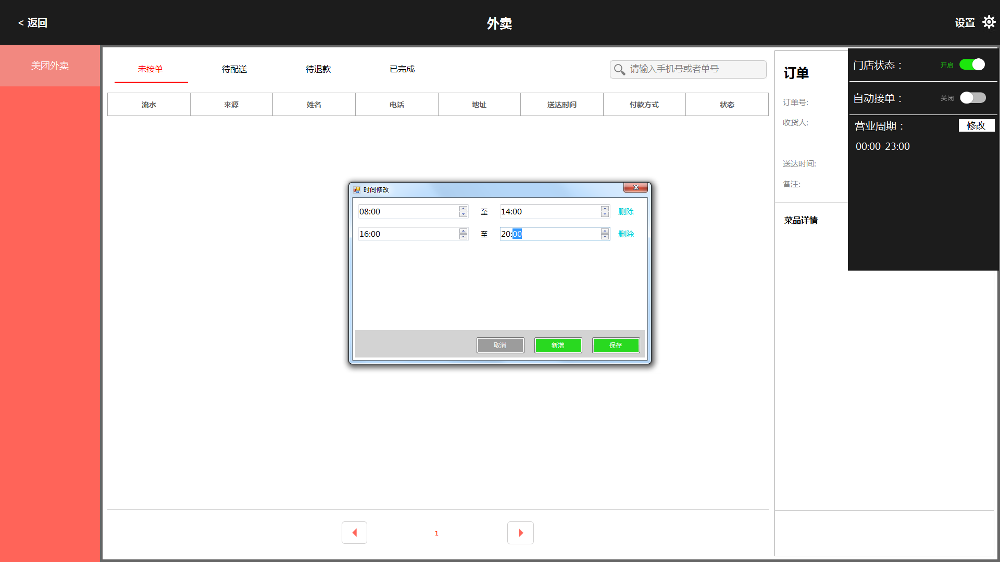 < 返回
外卖
设置
美团外卖
未接单
待配送
待退款
已完成
请输入手机号或者单号
流水
来源
姓名
电话
地址
送达时间
付款方式
状态
订单
订单号:
收货人:
送达时间:
备注:
菜品详情
门店状态：
开启
自动接单：
关闭
营业周期：
修改
00:00-23:00
时间修改
08:00 至 14:00 删除
16:00 至 20:00 删除
取消
新增
保存
1